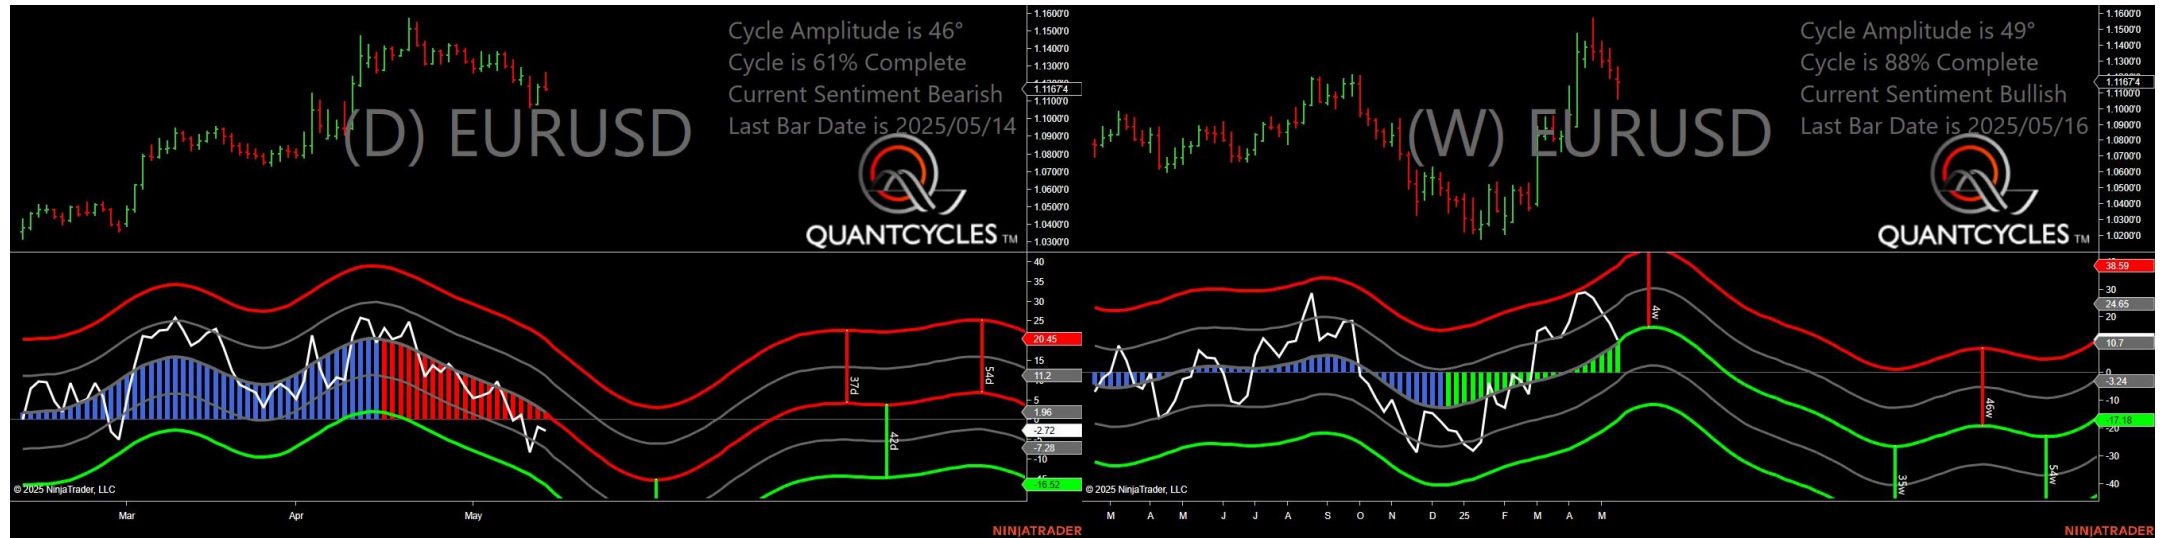 Cycle Amplitude is 46°
Cycle is 61% Complete
Current Sentiment Bearish
Last Bar Date is 2025/05/14
(D) EURUSD
QUANTCYCLES TM
1.1600'0
1.1500'0
1.1400'0
1.1300'0
1.1167'4
1.1100'0
1.1000'0
1.0900'0
1.0800'0
1.0700'0
1.0600'0
1.0500'0
1.0400'0
1.0300'0
40
35
30
25
20.45
15
11.2
5
1.96
-2.72
-7.28
-10
-16.52
37d
42d
54d
© 2025 NinjaTrader, LLC
Mar
Apr
May
NINJATRADER
Cycle Amplitude is 49°
Cycle is 88% Complete
Current Sentiment Bullish
Last Bar Date is 2025/05/16
(W) EURUSD
QUANTCYCLES TM
1.1600'0
1.1500'0
1.1400'0
1.1300'0
1.1167'4
1.1100'0
1.1000'0
1.0900'0
1.0800'0
1.0700'0
1.0600'0
1.0500'0
1.0400'0
1.0300'0
1.0200'0
38.59
30
24.65
20
10.7
0
-3.24
-10
-17.18
-20
-30
-40
4w
35w
46w
54w
© 2025 NinjaTrader, LLC
M A M J J A S O N D 25 F M A M
NINJATRADER